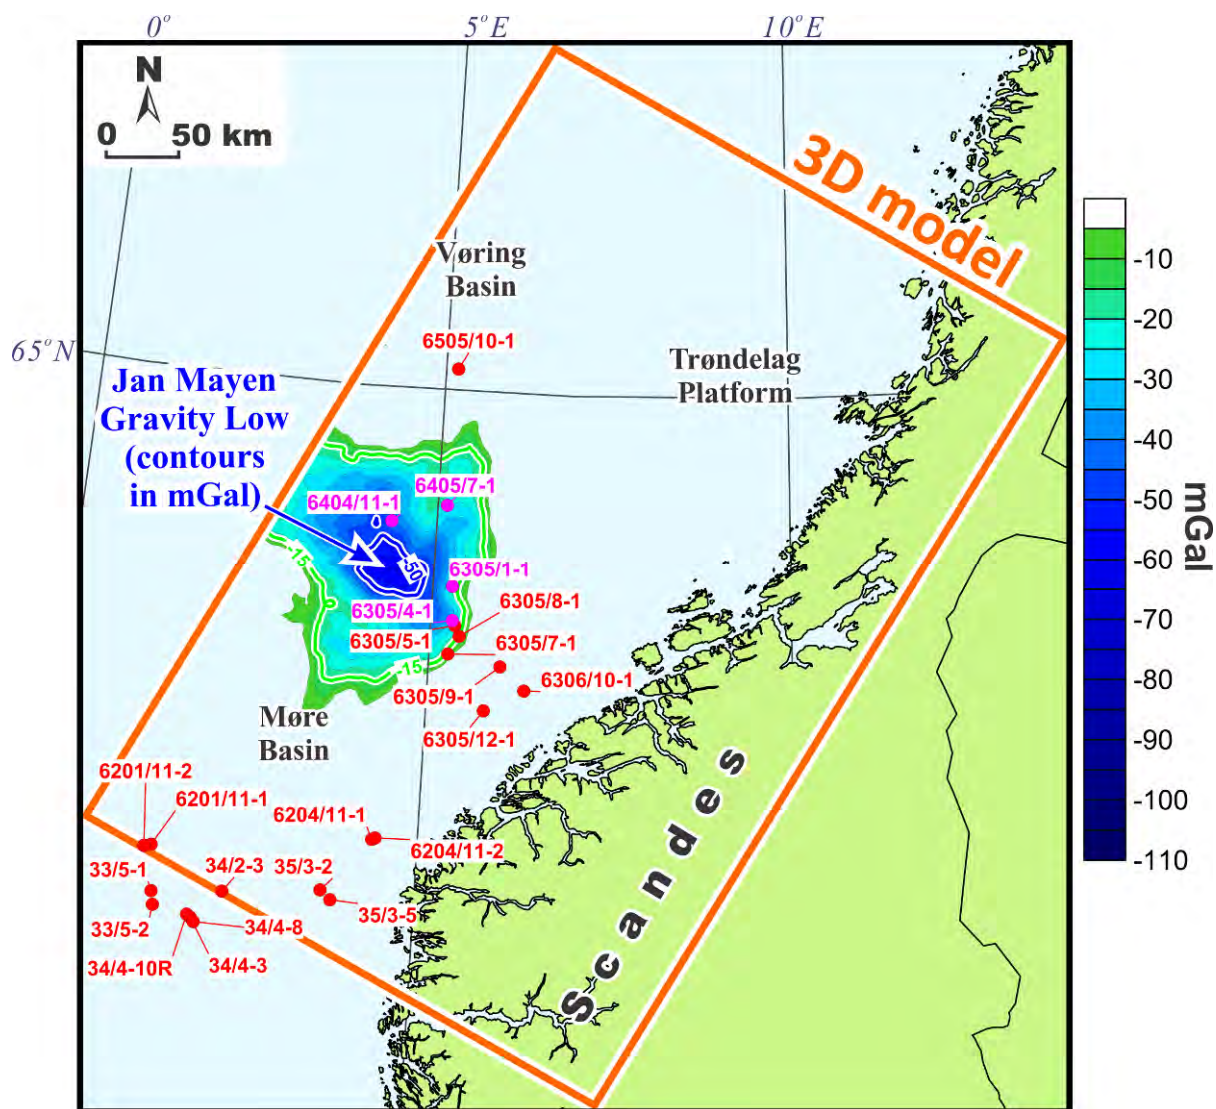 0° 5°E 10°E
N
0 50 km
3D model
Vøring
Basin
-10
-20
-30
-40
-50
-60
-70
-80
-90
-100
-110
mGal
65°N
6505/10-1
Trøndelag
Platform
Jan Mayen
Gravity Low
(contours
in mGal)
6404/11-1
6405/7-1
-15
-50
6305/1-1
6305/4-1
6305/8-1
6305/5-1
6305/7-1
-15
6305/9-1
6306/10-1
6305/12-1
Møre
Basin
Scandes
6201/11-2
6201/11-1
6204/11-1
6204/11-2
33/5-1
34/2-3
35/3-2
35/3-5
33/5-2
34/4-8
34/4-10R
34/4-3